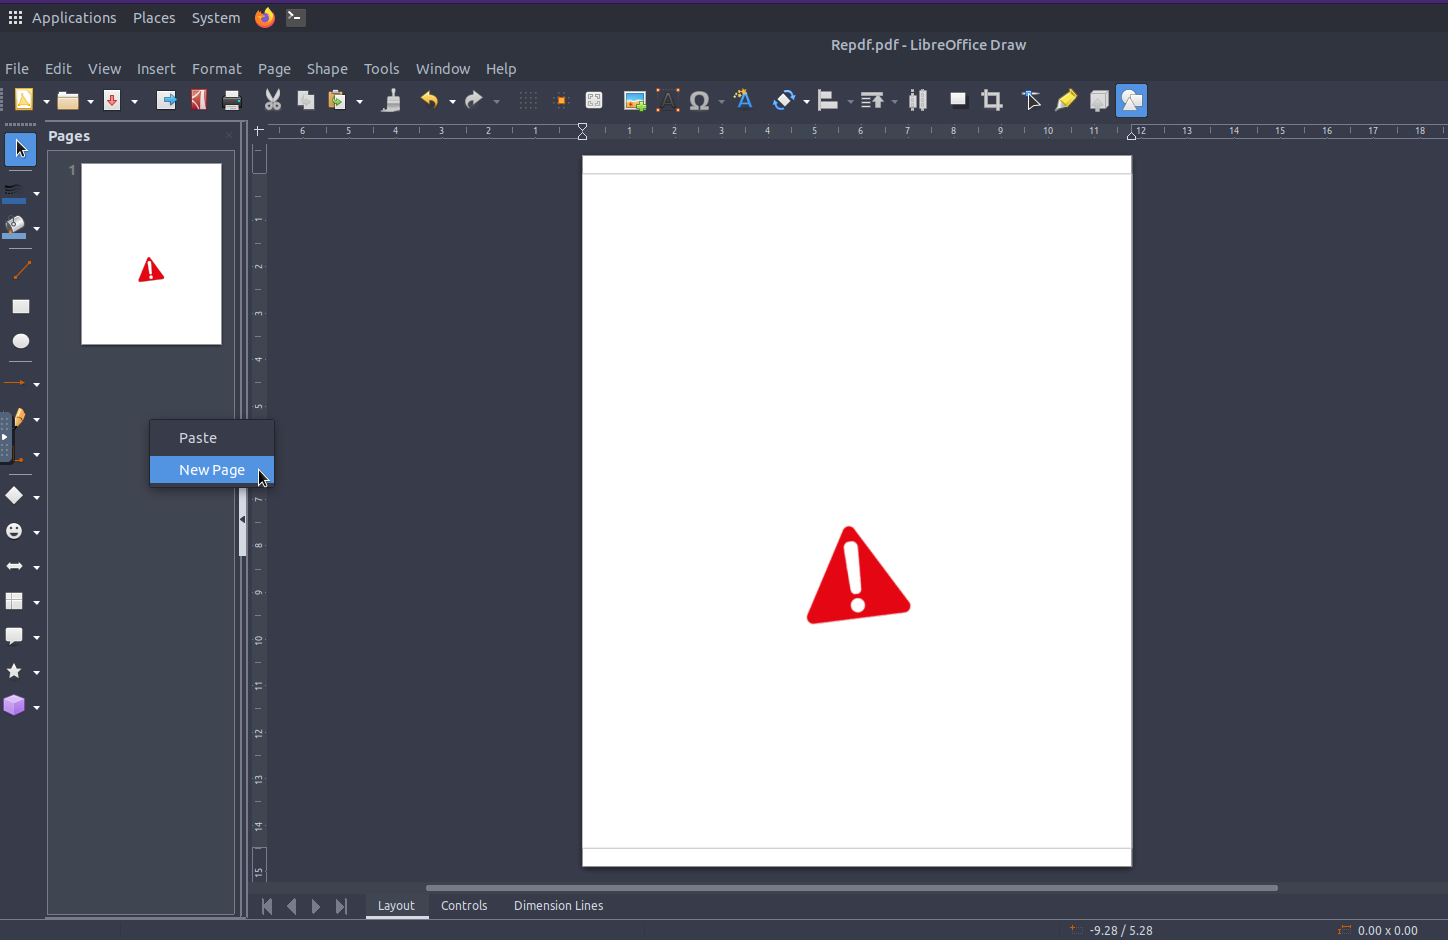 Applications Places System
Repdf.pdf - LibreOffice Draw
File Edit View Insert Format Page Shape Tools Window Help
Pages
6 5 4 3 2 1 1 2 3 4 5 6 7 8 9 10 11 12 13 14 15 16 17 18
1
1
2
3
4
5
Paste
New Page
7
8
9
10
11
12
13
14
15
Layout Controls Dimension Lines
-9.28 / 5.28 0.00 x 0.00